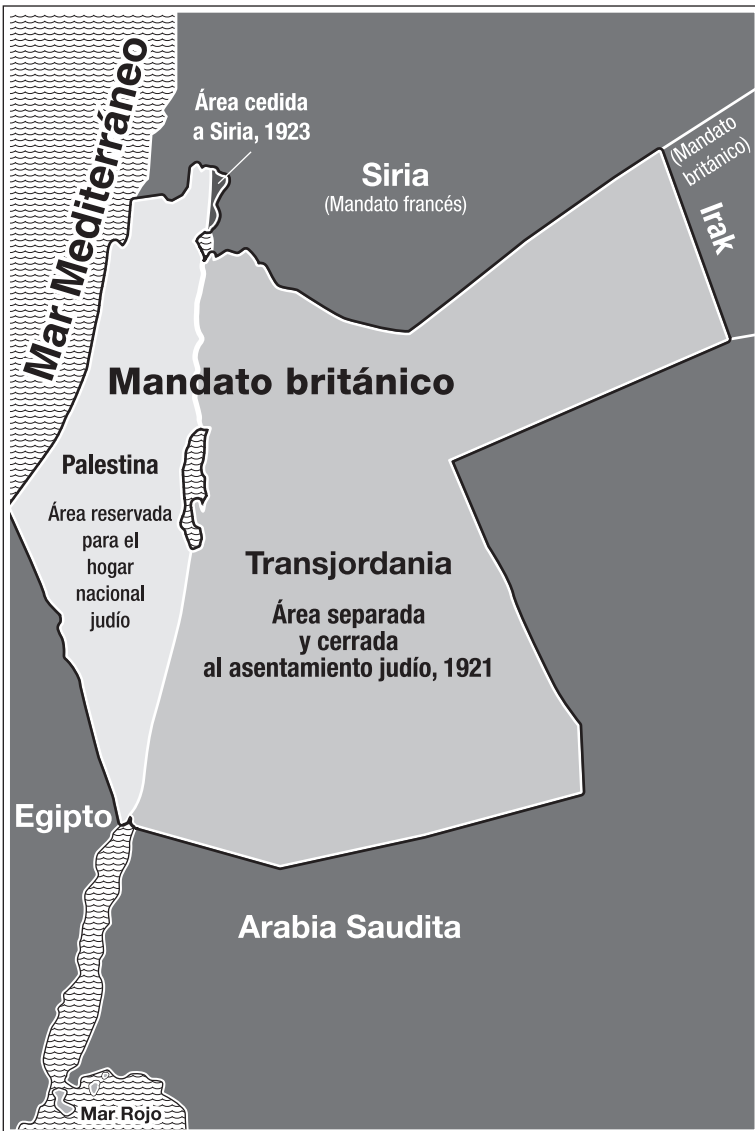 Mar Mediterráneo
Área cedida
a Siria, 1923
Siria
(Mandato francés)
(Mandato
británico)
Irak
Mandato británico
Palestina
Área reservada
para el
hogar
nacional
judío
Transjordania
Área separada
y cerrada
al asentamiento judío, 1921
Egipto
Arabia Saudita
Mar Rojo